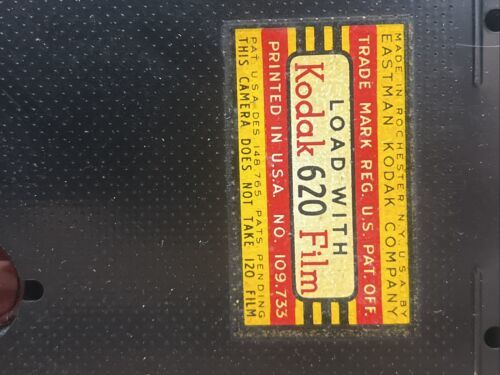 MADE IN ROCHESTER N.Y. U.S.A. BY
EASTMAN KODAK COMPANY
TRADE MARK REG. U.S. PAT. OFF.
LOAD WITH
Kodak 620 Film
PRINTED IN U.S.A. NO. 109.733
PAT. U.S.A. DES. 148,765 PATS. PENDING
THIS CAMERA DOES NOT TAKE 120 FILM